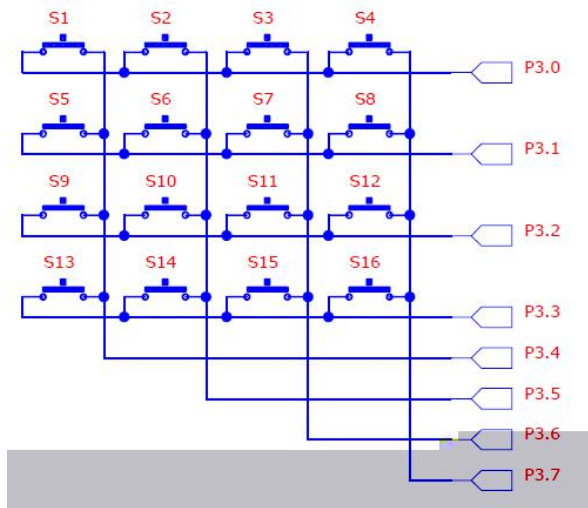 S1 S2 S3 S4
P3.0
S5 S6 S7 S8
P3.1
S9 S10 S11 S12
P3.2
S13 S14 S15 S16
P3.3
P3.4
P3.5
P3.6
P3.7